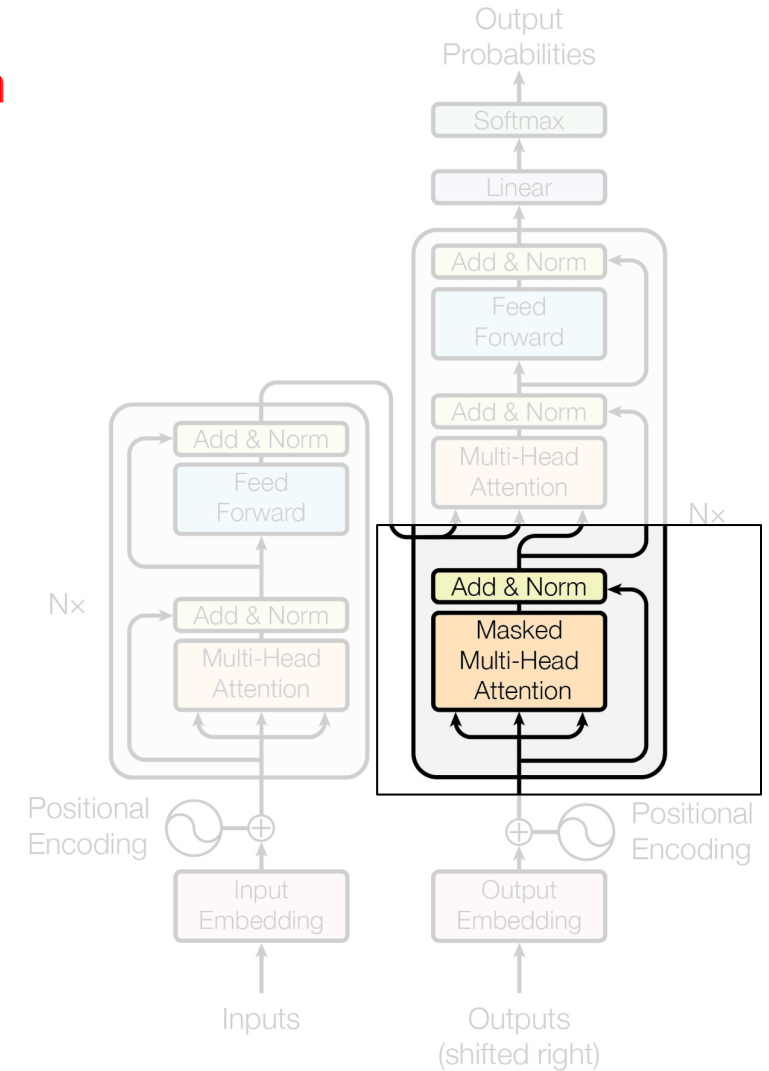 Output
Probabilities
Softmax
Linear
Add & Norm
Feed
Forward
Add & Norm
Multi-Head
Attention
Nx
Add & Norm
Masked
Multi-Head
Attention
Positional
Encoding
Output
Embedding
Outputs
(shifted right)
Add & Norm
Feed
Forward
Nx
Add & Norm
Multi-Head
Attention
Positional
Encoding
Input
Embedding
Inputs